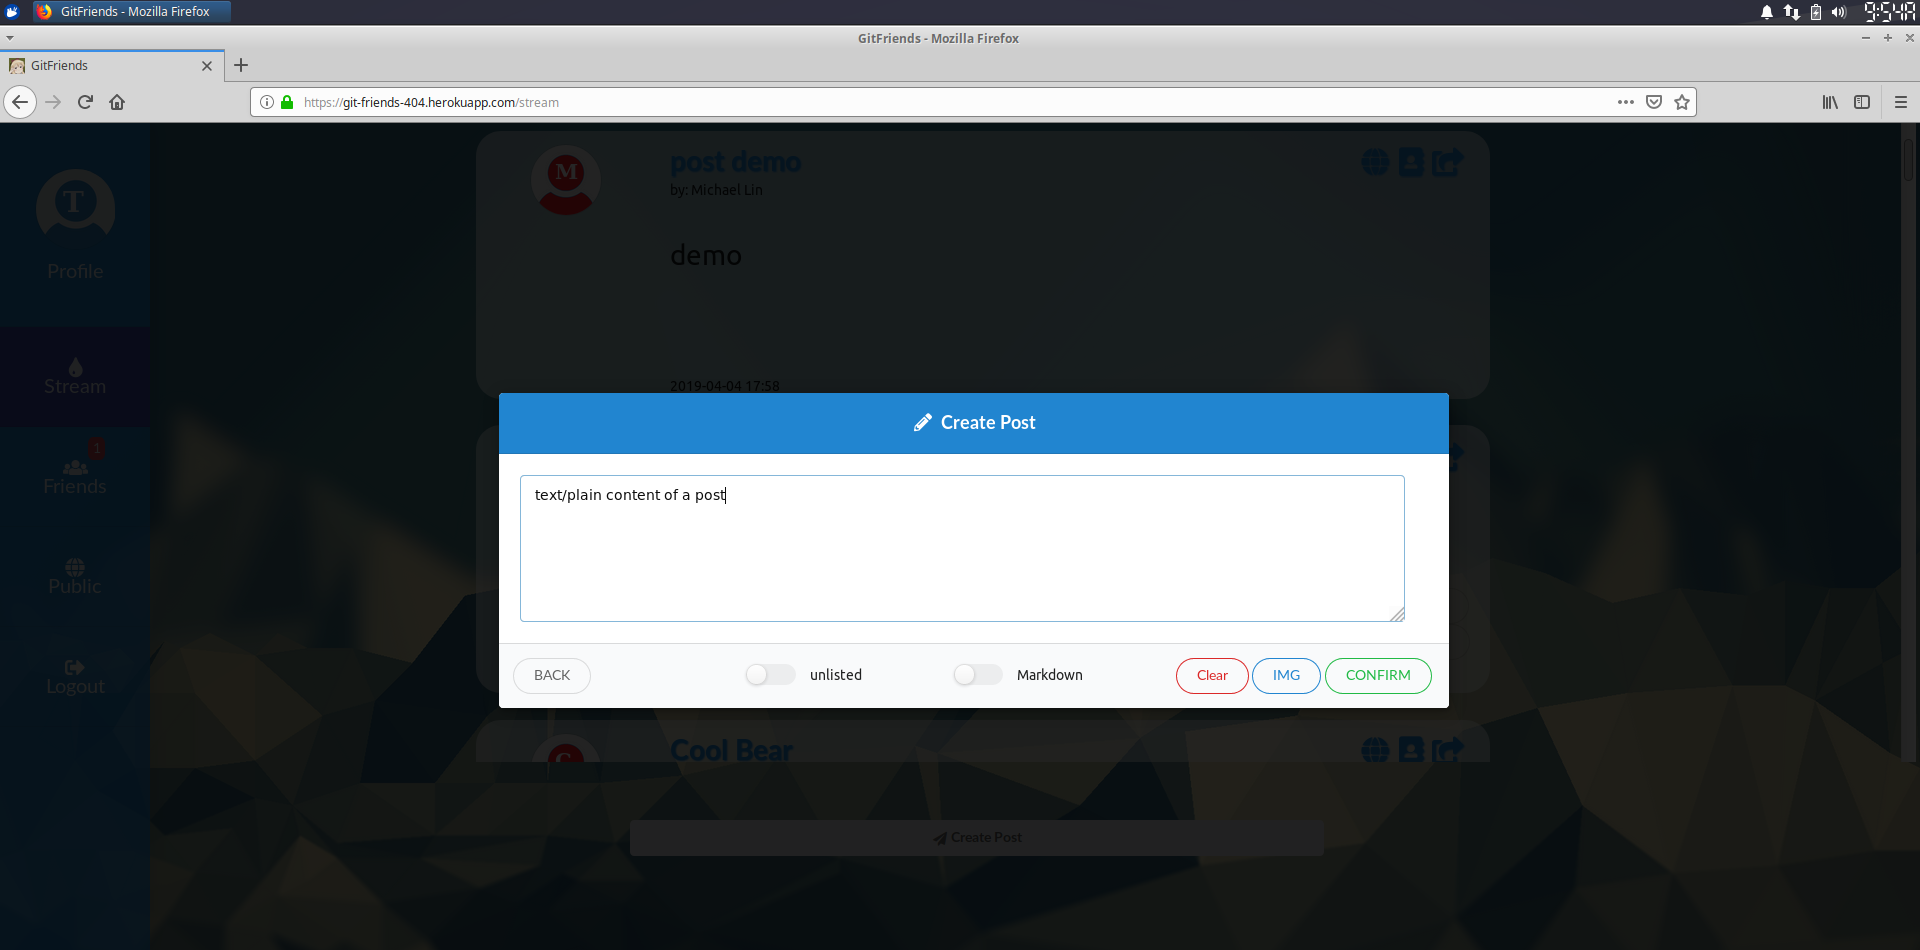 GitFriends - Mozilla Firefox
9:54A
GitFriends - Mozilla Firefox
GitFriends
https://git-friends-404.herokuapp.com/stream
T
Profile
Stream
1
Friends
Public
Logout
M
post demo
by: Michael Lin
demo
2019-04-04 17:58
Create Post
text/plain content of a post
BACK
unlisted
Markdown
Clear
IMG
CONFIRM
Cool Bear
Create Post